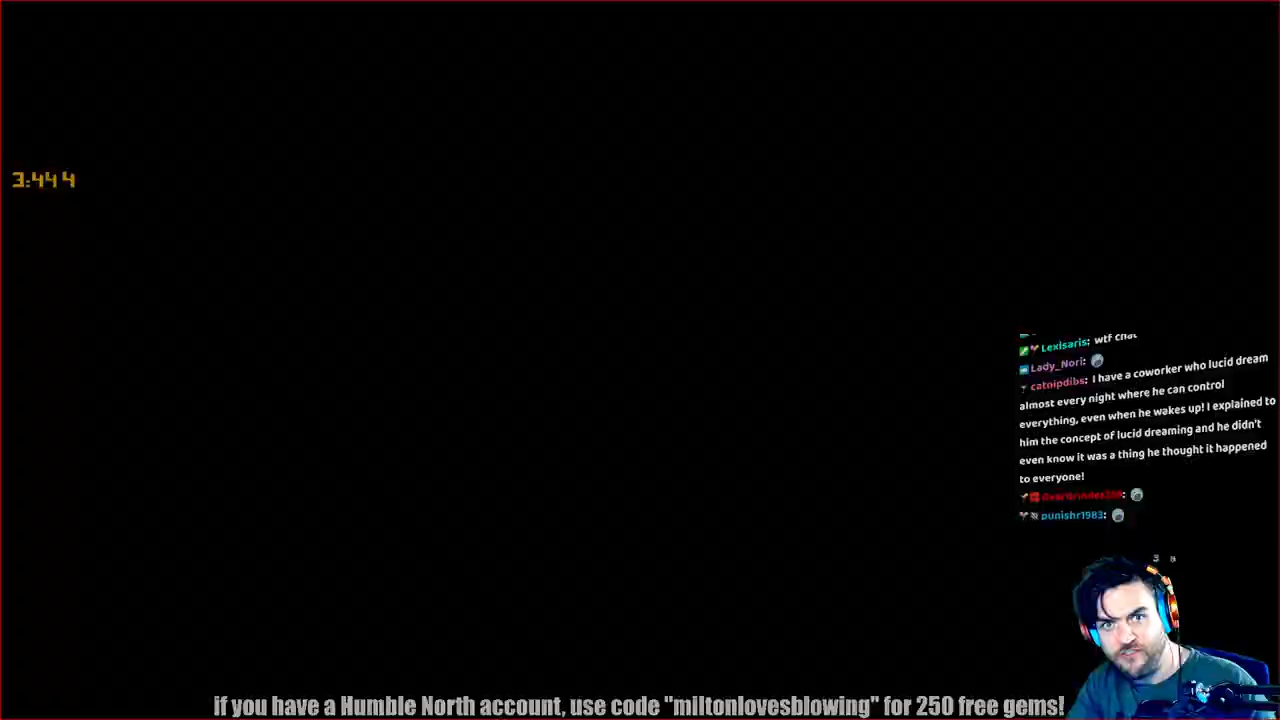 3:44 4
Lexisaris: wtf chat
Lady_Nori:
catnipdibs: I have a coworker who lucid dream
almost every night where he can control
everything, even when he wakes up! I explained to
him the concept of lucid dreaming and he didn't
even know it was a thing he thought it happened
to everyone!
punishr1983:
if you have a Humble North account, use code "miltonlovesblowing" for 250 free gems!